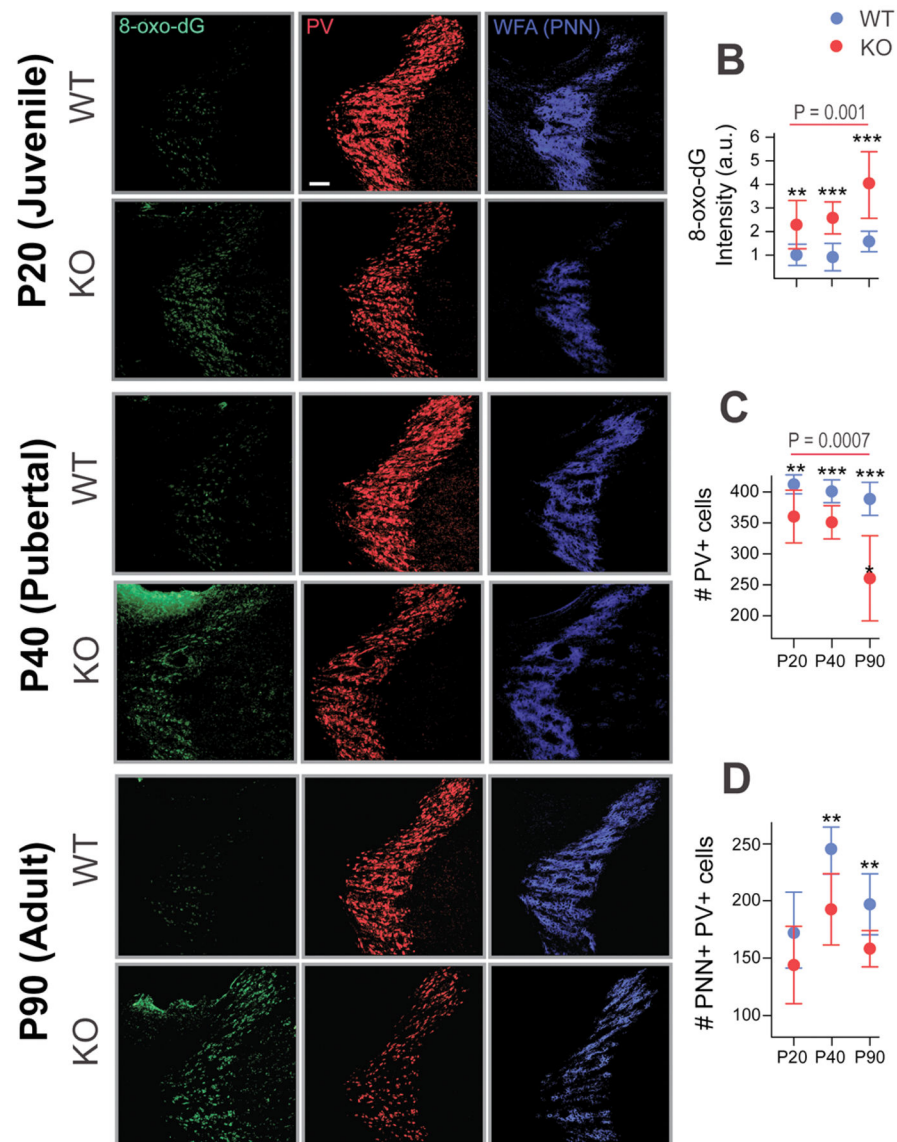 8-oxo-dG
PV
WFA (PNN)
P20 (Juvenile)
WT
KO
P40 (Pubertal)
WT
KO
P90 (Adult)
WT
KO
WT
KO
B
P = 0.001
8-oxo-dG
Intensity (a.u.)
6
5
4
3
2
1
** *** ***
C
P = 0.0007
# PV+ cells
** *** ***
400
350
300
250
200
*
P20 P40 P90
D
# PNN+ PV+ cells
** **
250
200
150
100
P20 P40 P90